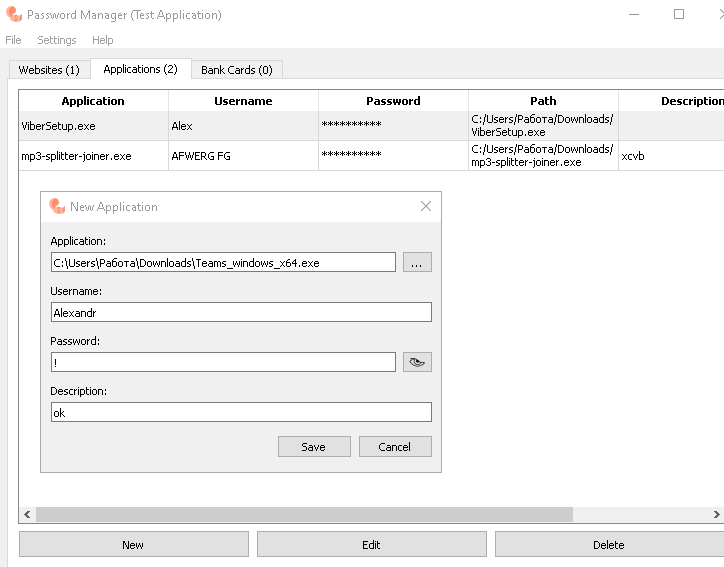 Password Manager (Test Application)
File Settings Help
Websites (1) Applications (2) Bank Cards (0)
Application Username Password Path Description
ViberSetup.exe Alex ********** C:/Users/Работа/Downloads/
ViberSetup.exe
mp3-splitter-joiner.exe AFWERG FG ********** C:/Users/Работа/Downloads/ xcvb
mp3-splitter-joiner.exe
New Application
Application:
C:\Users\Работа\Downloads\Teams_windows_x64.exe ...
Username:
Alexandr
Password:
!
Description:
ok
Save Cancel
New Edit Delete